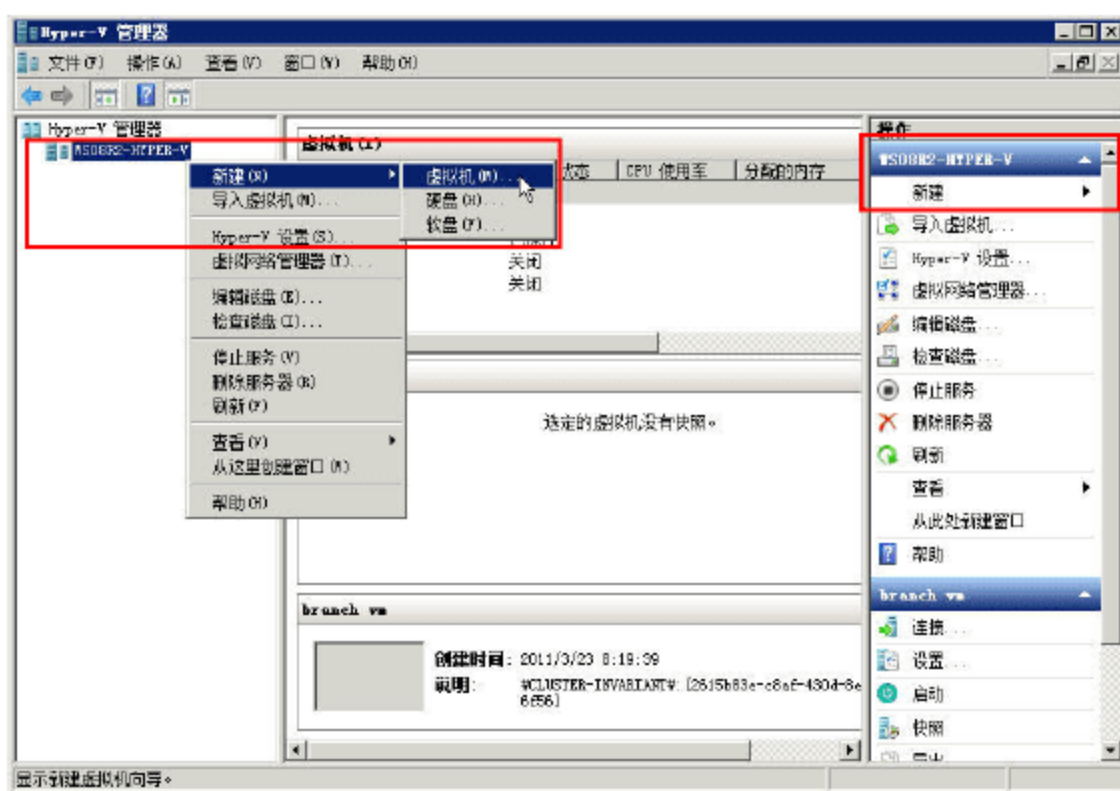 Hyper-V 管理器
文件(F) 操作(A) 查看(V) 窗口(W) 帮助(H)
Hyper-V 管理器
WS08R2-HYPER-V
新建(N)
导入虚拟机(M)...
Hyper-V 设置(S)...
虚拟网络管理器(T)...
编辑磁盘(E)...
检查磁盘(I)...
停止服务(V)
删除服务器(R)
刷新(F)
查看(V)
从这里创建窗口(W)
帮助(H)
虚拟机(M)...
硬盘(H)...
软盘(F)...
虚拟机(I)
状态 CPU 使用率 分配的内存
关闭
关闭
选定的虚拟机没有快照。
branch vm
创建时间: 2011/3/23 8:19:39
说明: #CLUSTER-INVARIANT#:{2615b83e-c8af-430d-8e
6f56}
操作
WS08R2-HYPER-V
新建
导入虚拟机...
Hyper-V 设置...
虚拟网络管理器...
编辑磁盘...
检查磁盘...
停止服务
删除服务器
刷新
查看
从此处新建窗口
帮助
branch vm
连接...
设置...
启动
快照
显示新建虚拟机向导。